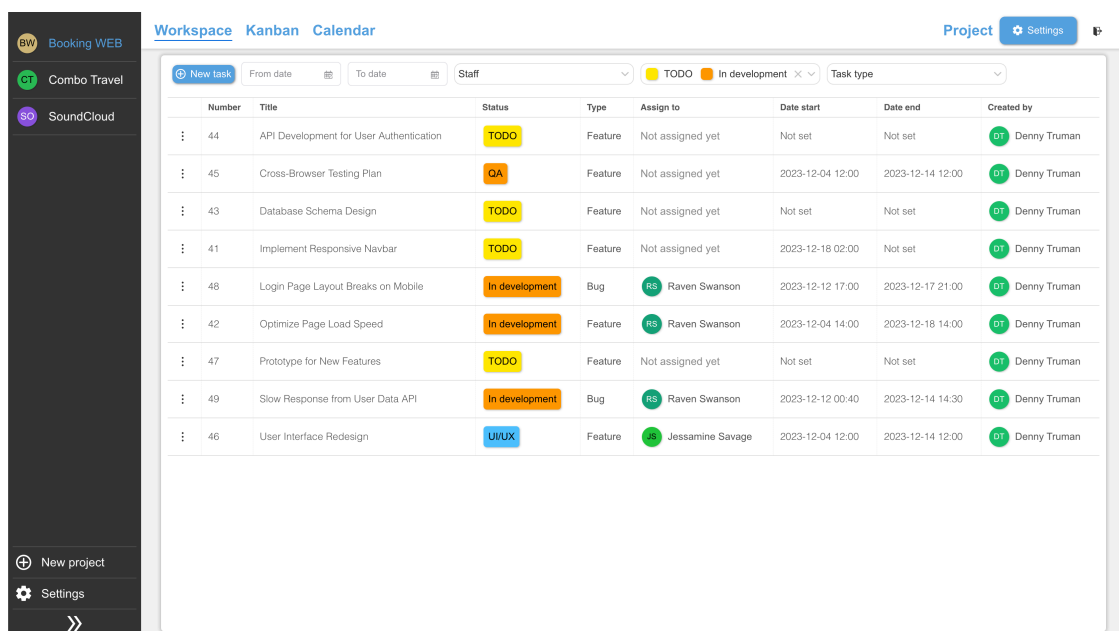 BW Booking WEB
CT Combo Travel
SO SoundCloud
New project
Settings
Workspace Kanban Calendar Project Settings
New task From date To date Staff TODO In development Task type
Number Title Status Type Assign to Date start Date end Created by
44 API Development for User Authentication TODO Feature Not assigned yet Not set Not set DT Denny Truman
45 Cross-Browser Testing Plan QA Feature Not assigned yet 2023-12-04 12:00 2023-12-14 12:00 DT Denny Truman
43 Database Schema Design TODO Feature Not assigned yet Not set Not set DT Denny Truman
41 Implement Responsive Navbar TODO Feature Not assigned yet 2023-12-18 02:00 Not set DT Denny Truman
48 Login Page Layout Breaks on Mobile In development Bug RS Raven Swanson 2023-12-12 17:00 2023-12-17 21:00 DT Denny Truman
42 Optimize Page Load Speed In development Feature RS Raven Swanson 2023-12-04 14:00 2023-12-18 14:00 DT Denny Truman
47 Prototype for New Features TODO Feature Not assigned yet Not set Not set DT Denny Truman
49 Slow Response from User Data API In development Bug RS Raven Swanson 2023-12-12 00:40 2023-12-14 14:30 DT Denny Truman
46 User Interface Redesign UI/UX Feature JS Jessamine Savage 2023-12-04 12:00 2023-12-14 12:00 DT Denny Truman